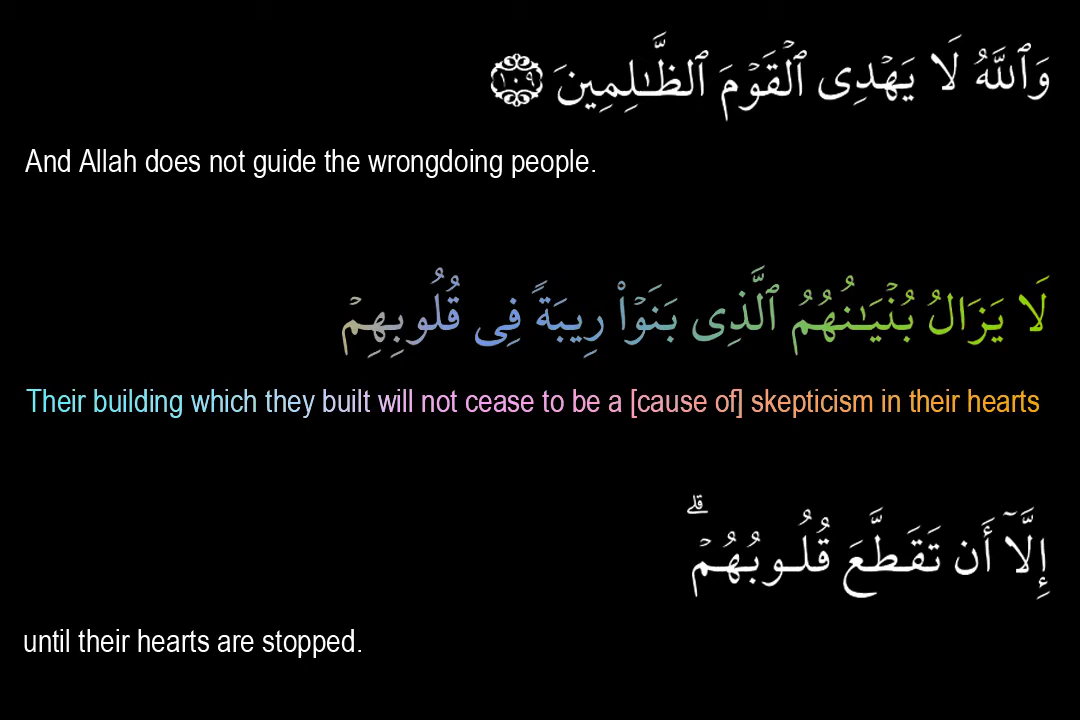 وَٱللَّهُ لَا يَهۡدِى ٱلۡقَوۡمَ ٱلظَّـٰلِمِينَ ١٠٩
And Allah does not guide the wrongdoing people.
لَا يَزَالُ بُنۡيَـٰنُهُمُ ٱلَّذِى بَنَوۡاْ رِيبَةً فِى قُلُوبِهِمۡ
Their building which they built will not cease to be a [cause of] skepticism in their hearts
إِلَّآ أَن تَقَطَّعَ قُلُوبُهُمۡۗ
until their hearts are stopped.